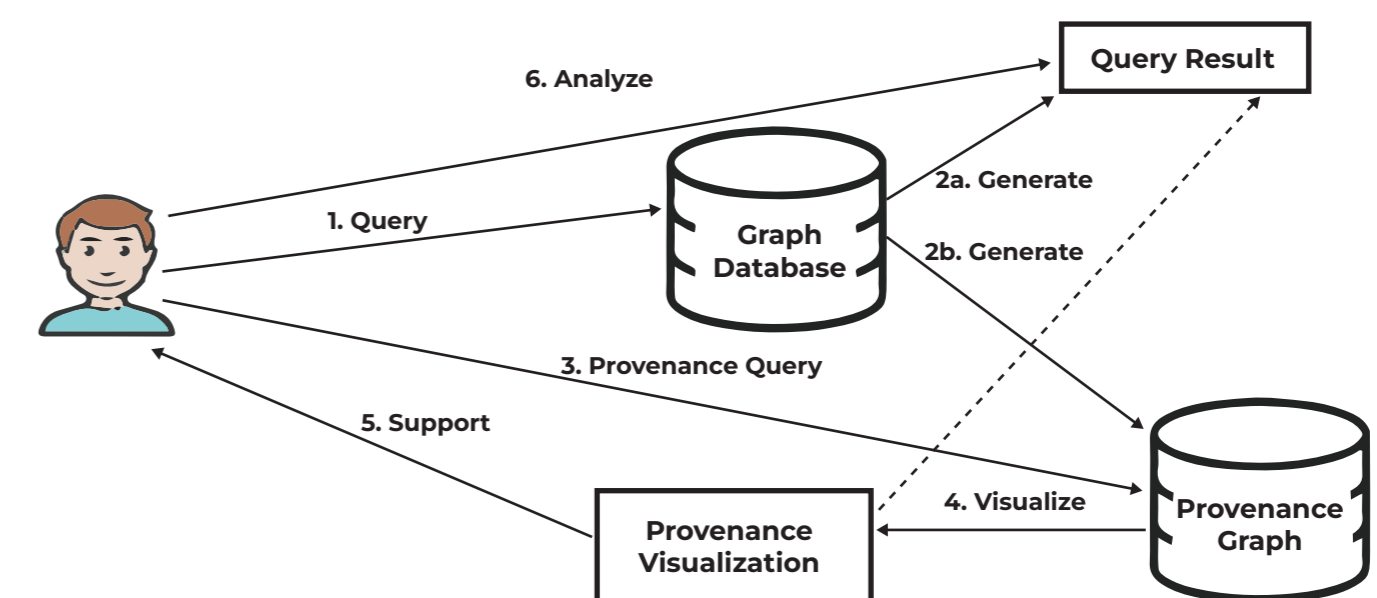 Query Result
6. Analyze
2a. Generate
1. Query
Graph
Database
2b. Generate
3. Provenance Query
5. Support
4. Visualize
Provenance
Graph
Provenance
Visualization